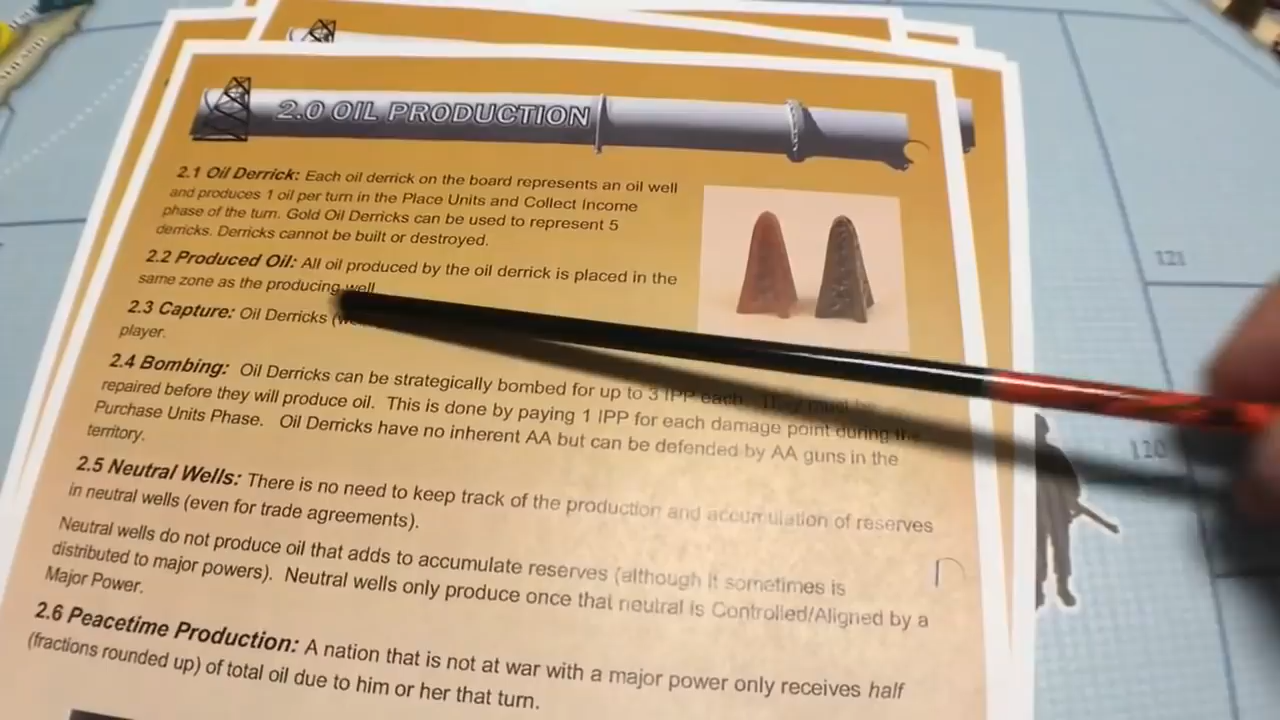 2.0 OIL PRODUCTION
2.1 Oil Derrick: Each oil derrick on the board represents an oil well
and produces 1 oil per turn in the Place Units and Collect Income
phase of the turn. Gold Oil Derricks can be used to represent 5
derricks. Derricks cannot be built or destroyed.
2.2 Produced Oil: All oil produced by the oil derrick is placed in the
same zone as the producing well
2.3 Capture: Oil Derricks
player.
2.4 Bombing: Oil Derricks can be strategically bombed for up to 3 IPP each. They must be
repaired before they will produce oil. This is done by paying 1 IPP for each damage point during the
Purchase Units Phase. Oil Derricks have no inherent AA but can be defended by AA guns in the
territory.
2.5 Neutral Wells: There is no need to keep track of the production and accumulation of reserves
in neutral wells (even for trade agreements).
Neutral wells do not produce oil that adds to accumulate reserves (although it sometimes is
distributed to major powers). Neutral wells only produce once that neutral is Controlled/Aligned by a
Major Power.
2.6 Peacetime Production: A nation that is not at war with a major power only receives half
(fractions rounded up) of total oil due to him or her that turn.
121
120